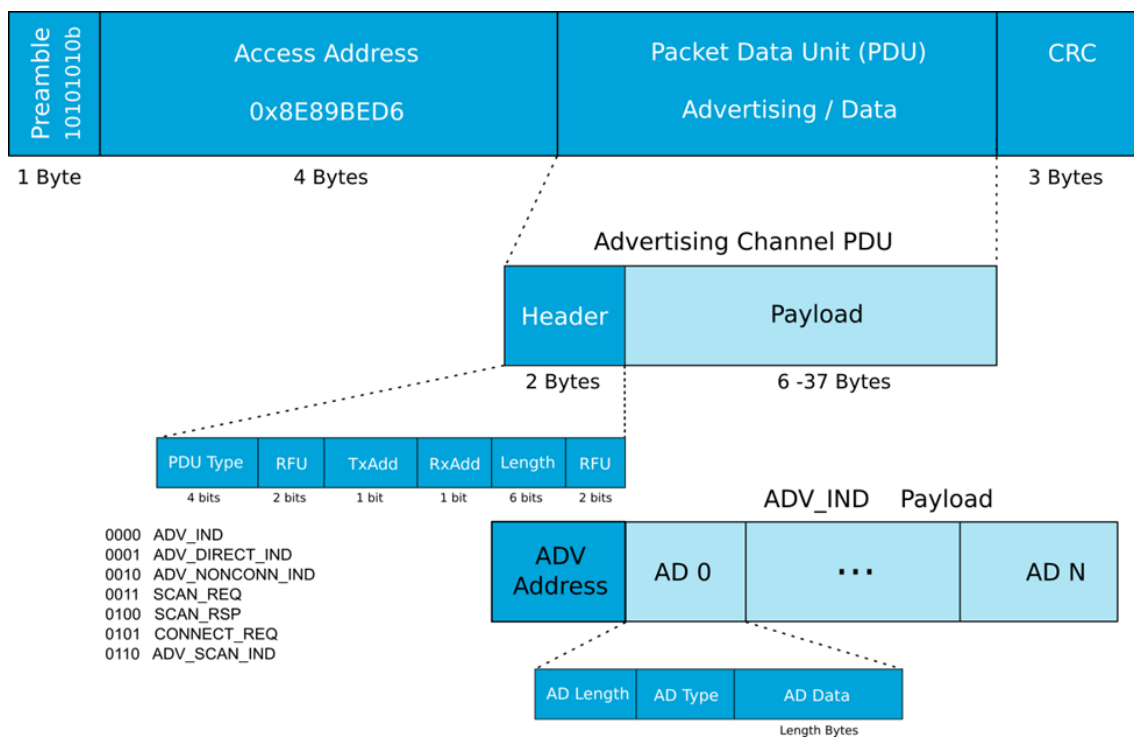 Preamble
10101010b
Access Address
0x8E89BED6
Packet Data Unit (PDU)
Advertising / Data
CRC
1 Byte
4 Bytes
3 Bytes
Advertising Channel PDU
Header
Payload
2 Bytes
6 -37 Bytes
PDU Type
RFU
TxAdd
RxAdd
Length
RFU
4 bits
2 bits
1 bit
1 bit
6 bits
2 bits
0000 ADV_IND
0001 ADV_DIRECT_IND
0010 ADV_NONCONN_IND
0011 SCAN_REQ
0100 SCAN_RSP
0101 CONNECT_REQ
0110 ADV_SCAN_IND
ADV_IND Payload
ADV
Address
AD 0
...
AD N
AD Length
AD Type
AD Data
Length Bytes